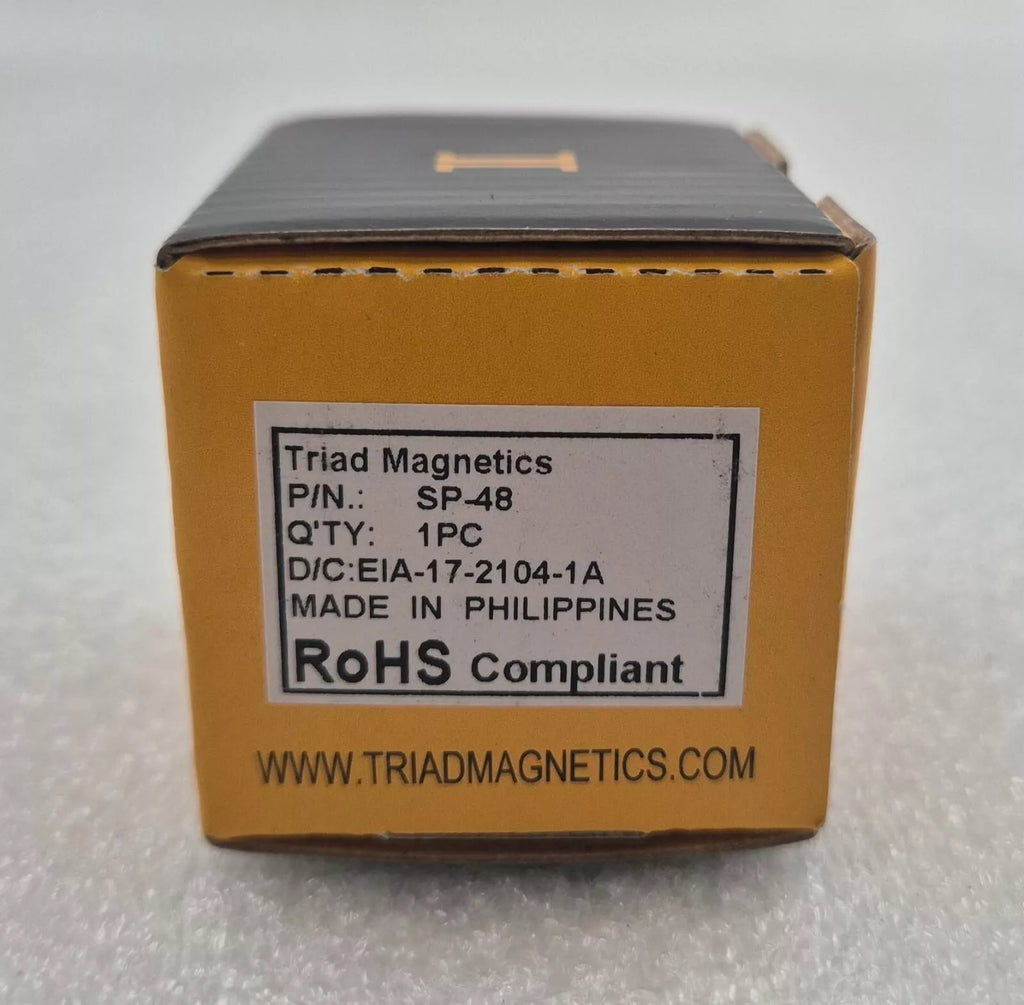 Triad Magnetics
P/N.: SP-48
Q'TY: 1PC
D/C:EIA-17-2104-1A
MADE IN PHILIPPINES
RoHS Compliant
WWW.TRIADMAGNETICS.COM